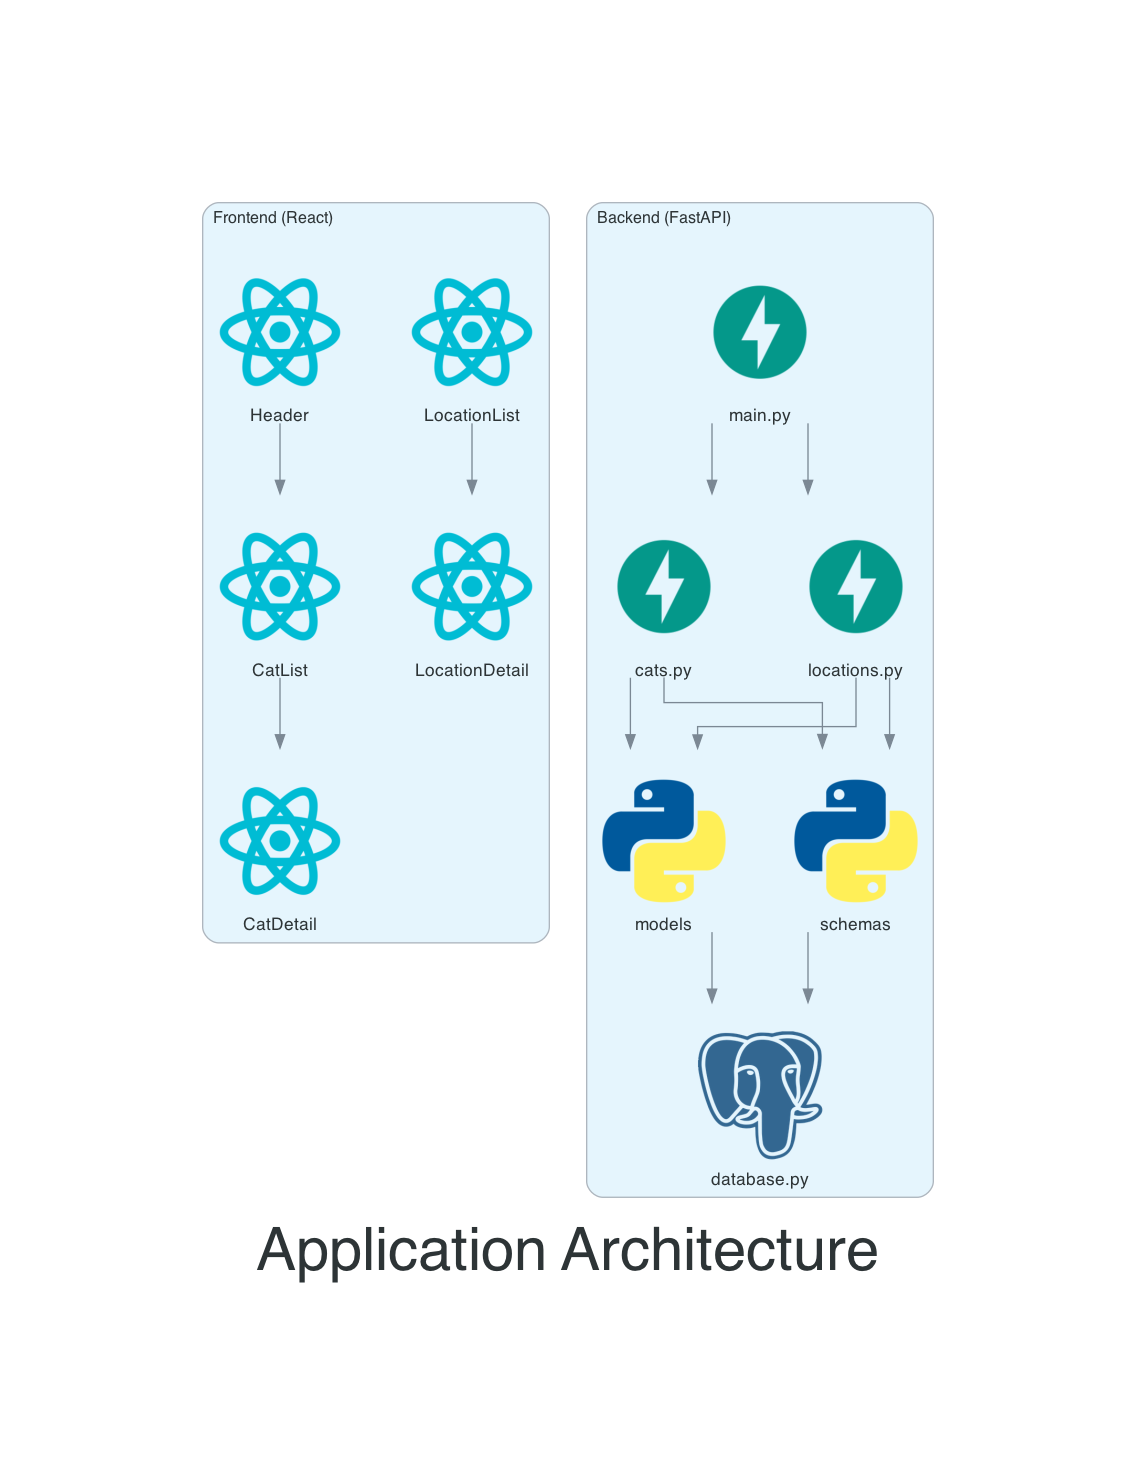 Frontend (React)
Header
LocationList
CatList
LocationDetail
CatDetail
Backend (FastAPI)
main.py
cats.py
locations.py
models
schemas
database.py
Application Architecture